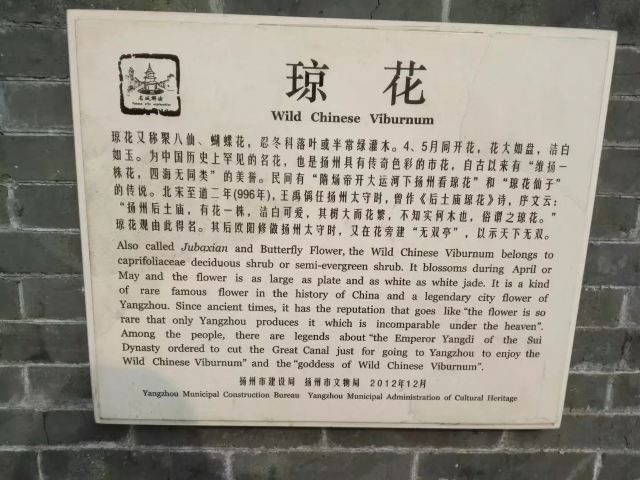 名城解读
琼花
Wild Chinese Viburnum
琼花又称聚八仙、蝴蝶花，忍冬科落叶或半常绿灌木。4、5月间开花，花大如盘，洁白
如玉。为中国历史上罕见的名花，也是扬州具有传奇色彩的市花，自古以来有“维扬一
株花，四海无同类”的美誉。民间有“隋炀帝开大运河下扬州看琼花”和“琼花仙子”
的传说。北宋至道二年(996年)，王禹偁任扬州太守时，曾作《后土庙琼花》诗，序文云：
“扬州后土庙，有花一株，洁白可爱，其树大而花繁，不知实何木也，俗谓之琼花。”
琼花观由此得名。其后欧阳修做扬州太守时，又在花旁建“无双亭”，以示天下无双。
Also called Jubaxian and Butterfly Flower, the Wild Chinese Viburnum belongs to
caprifoliaceae deciduous shrub or semi-evergreen shrub. It blossoms during April or
May and the flower is as large as plate and as white as white jade. It is a kind
of rare famous flower in the history of China and a legendary city flower of
Yangzhou. Since ancient times, it has the reputation that goes like “the flower is so
rare that only Yangzhou produces it which is incomparable under the heaven”.
Among the people, there are legends about “the Emperor Yangdi of the Sui
Dynasty ordered to cut the Great Canal just for going to Yangzhou to enjoy the
Wild Chinese Viburnum” and the “goddess of Wild Chinese Viburnum”.
扬州市建设局 扬州市文物局 2012年12月
Yangzhou Municipal Construction Bureau Yangzhou Municipal Administration of Cultural Heritage